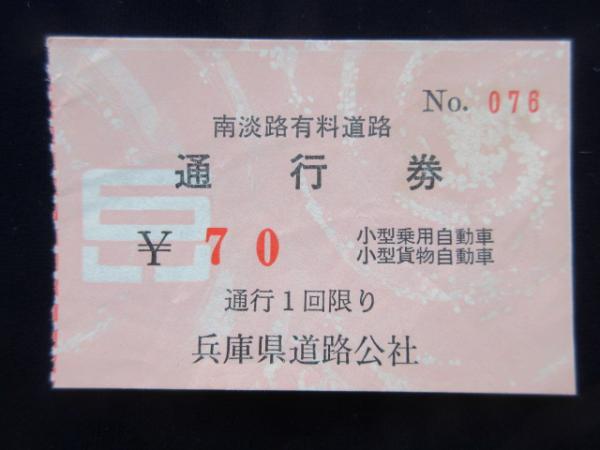 No. 076
南淡路有料道路
通行券
¥70
小型乗用自動車
小型貨物自動車
通行1回限り
兵庫県道路公社